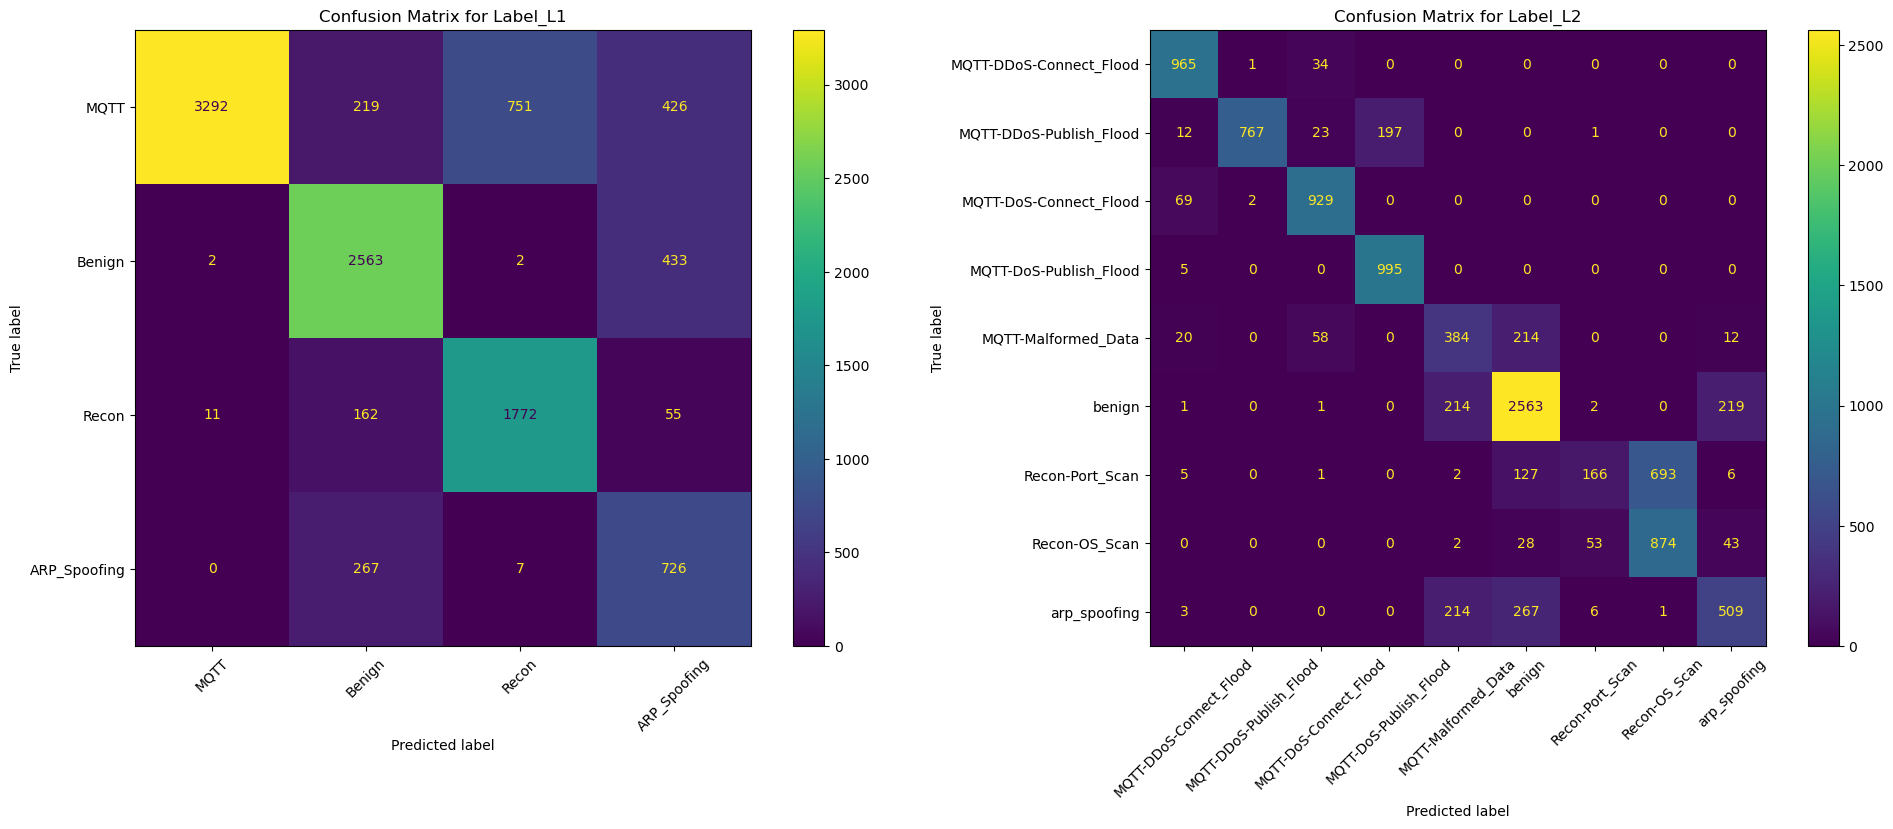 Confusion Matrix for Label_L1
True label
MQTT 3292 219 751 426
Benign 2 2563 2 433
Recon 11 162 1772 55
ARP_Spoofing 0 267 7 726
MQTT Benign Recon ARP_Spoofing
Predicted label
3000
2500
2000
1500
1000
500
0
Confusion Matrix for Label_L2
True label
MQTT-DDoS-Connect_Flood 965 1 34 0 0 0 0 0 0
MQTT-DDoS-Publish_Flood 12 767 23 197 0 0 1 0 0
MQTT-DoS-Connect_Flood 69 2 929 0 0 0 0 0 0
MQTT-DoS-Publish_Flood 5 0 0 995 0 0 0 0 0
MQTT-Malformed_Data 20 0 58 0 384 214 0 0 12
benign 1 0 1 0 214 2563 2 0 219
Recon-Port_Scan 5 0 1 0 2 127 166 693 6
Recon-OS_Scan 0 0 0 0 2 28 53 874 43
arp_spoofing 3 0 0 0 214 267 6 1 509
MQTT-DDoS-Connect_Flood MQTT-DDoS-Publish_Flood MQTT-DoS-Connect_Flood MQTT-DoS-Publish_Flood MQTT-Malformed_Data benign Recon-Port_Scan Recon-OS_Scan arp_spoofing
Predicted label
2500
2000
1500
1000
500
0